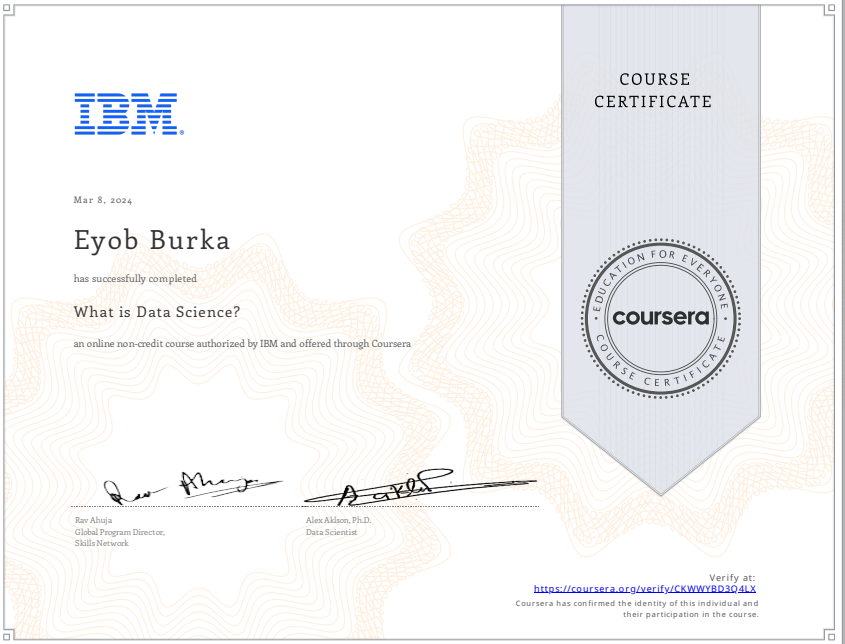 COURSE
CERTIFICATE
IBM®
Mar 8, 2024
Eyob Burka
has successfully completed
What is Data Science?
an online non-credit course authorized by IBM and offered through Coursera
EDUCATION FOR EVERYONE
coursera
COURSE CERTIFICATE
Rav Ahuja
Global Program Director,
Skills Network
Alex Aklson, Ph.D.
Data Scientist
Verify at:
https://coursera.org/verify/CKWWYBD3Q4LX
Coursera has confirmed the identity of this individual and
their participation in the course.